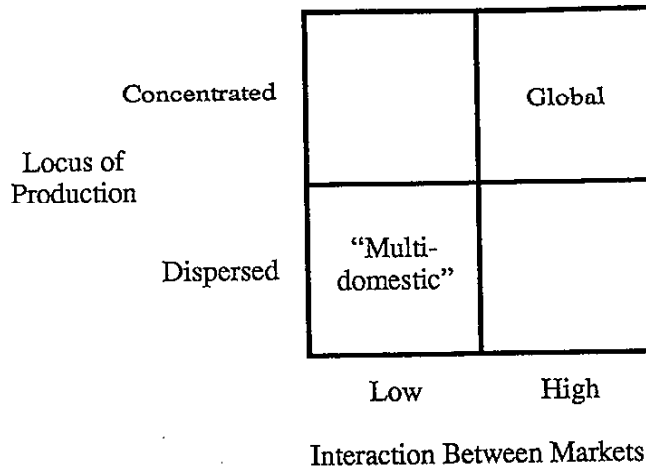 Concentrated
Global
Locus of
Production
Dispersed
“Multi-
domestic”
Low
High
Interaction Between Markets